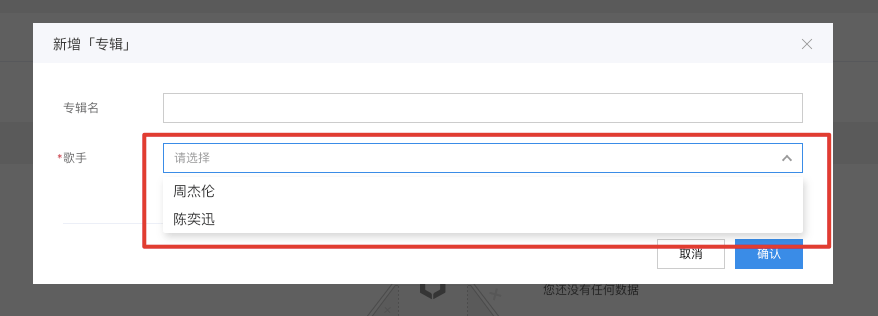 新增「专辑」
专辑名
*歌手
请选择
周杰伦
陈奕迅
取消
确认
您还没有任何数据